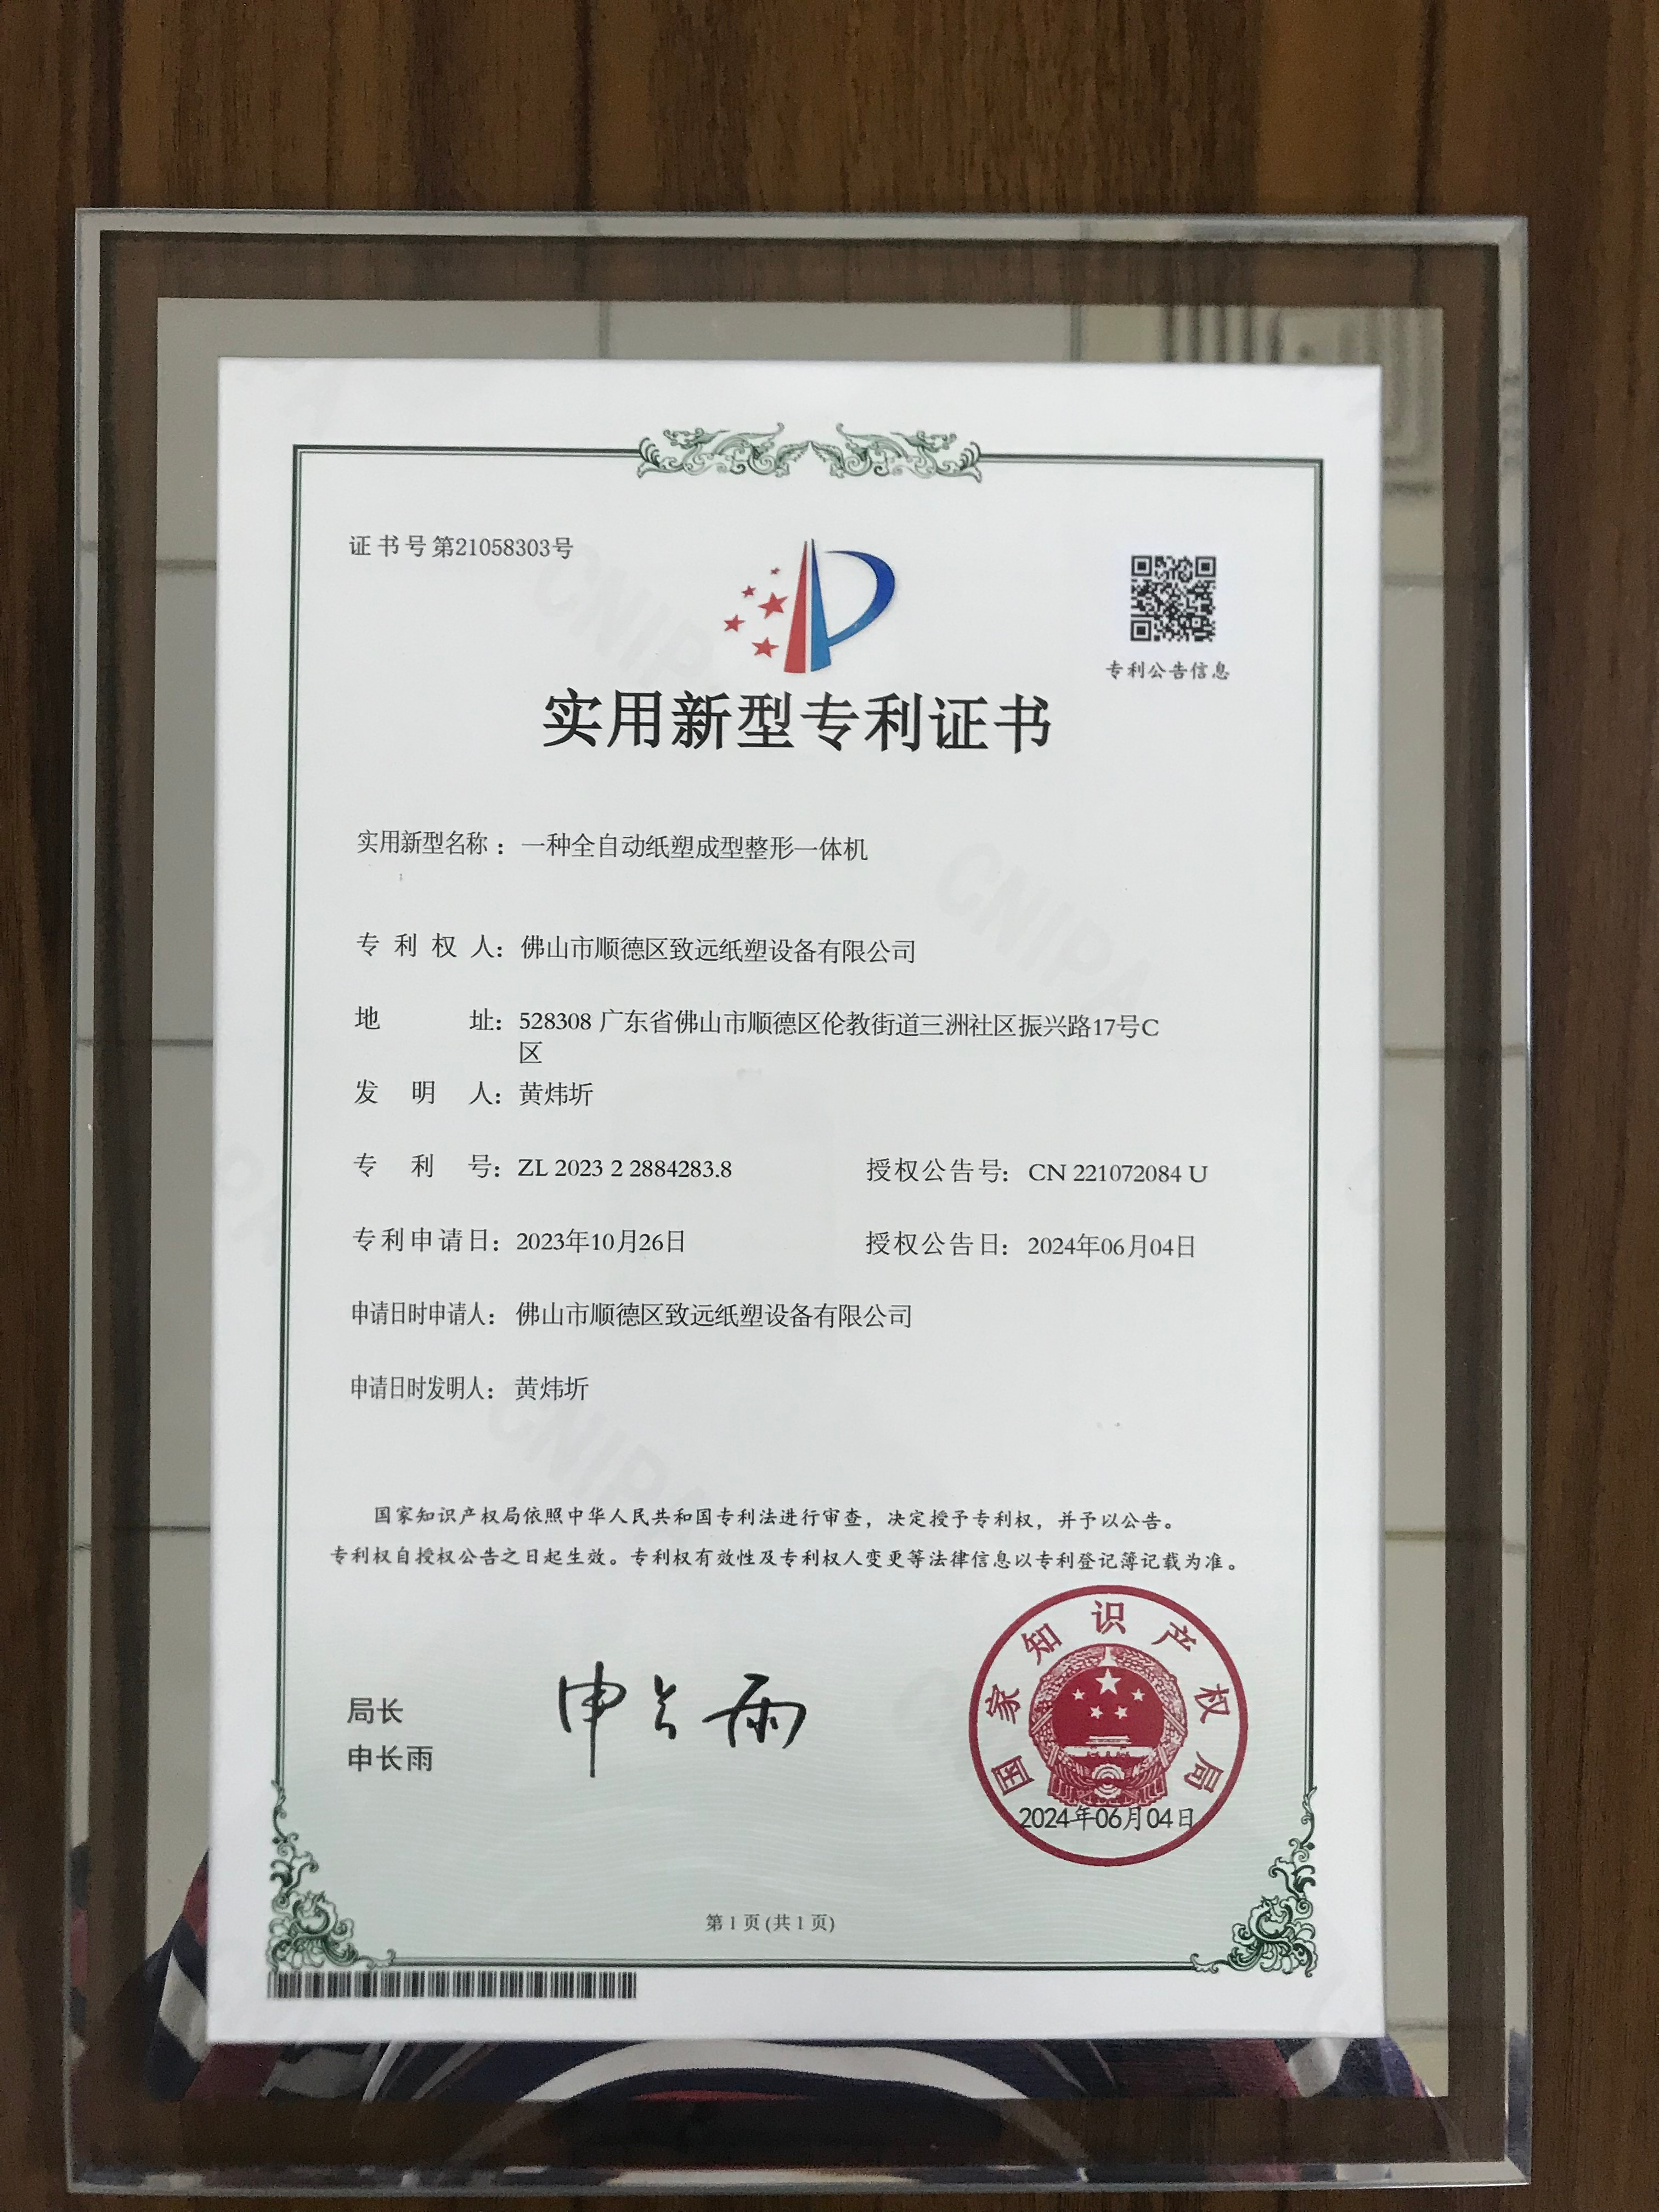 证书号第21058303号
专利公告信息
实用新型专利证书
实用新型名称：一种全自动纸塑成型整形一体机
专利权人：佛山市顺德区致远纸塑设备有限公司
地址：528308 广东省佛山市顺德区伦教街道三洲社区振兴路17号C
区
发明人：黄炜圻
专利号：ZL 2023 2 2884283.8 授权公告号：CN 221072084 U
专利申请日：2023年10月26日 授权公告日：2024年06月04日
申请日时申请人：佛山市顺德区致远纸塑设备有限公司
申请日时发明人：黄炜圻
国家知识产权局依照中华人民共和国专利法进行审查，决定授予专利权，并予以公告。
专利权自授权公告之日起生效。专利权有效性及专利权人变更等法律信息以专利登记簿记载为准。
局长
申长雨
申长雨
国家知识产权局
2024年06月04日
第1页(共1页)
CNIPA
CNIPA
CNIPA